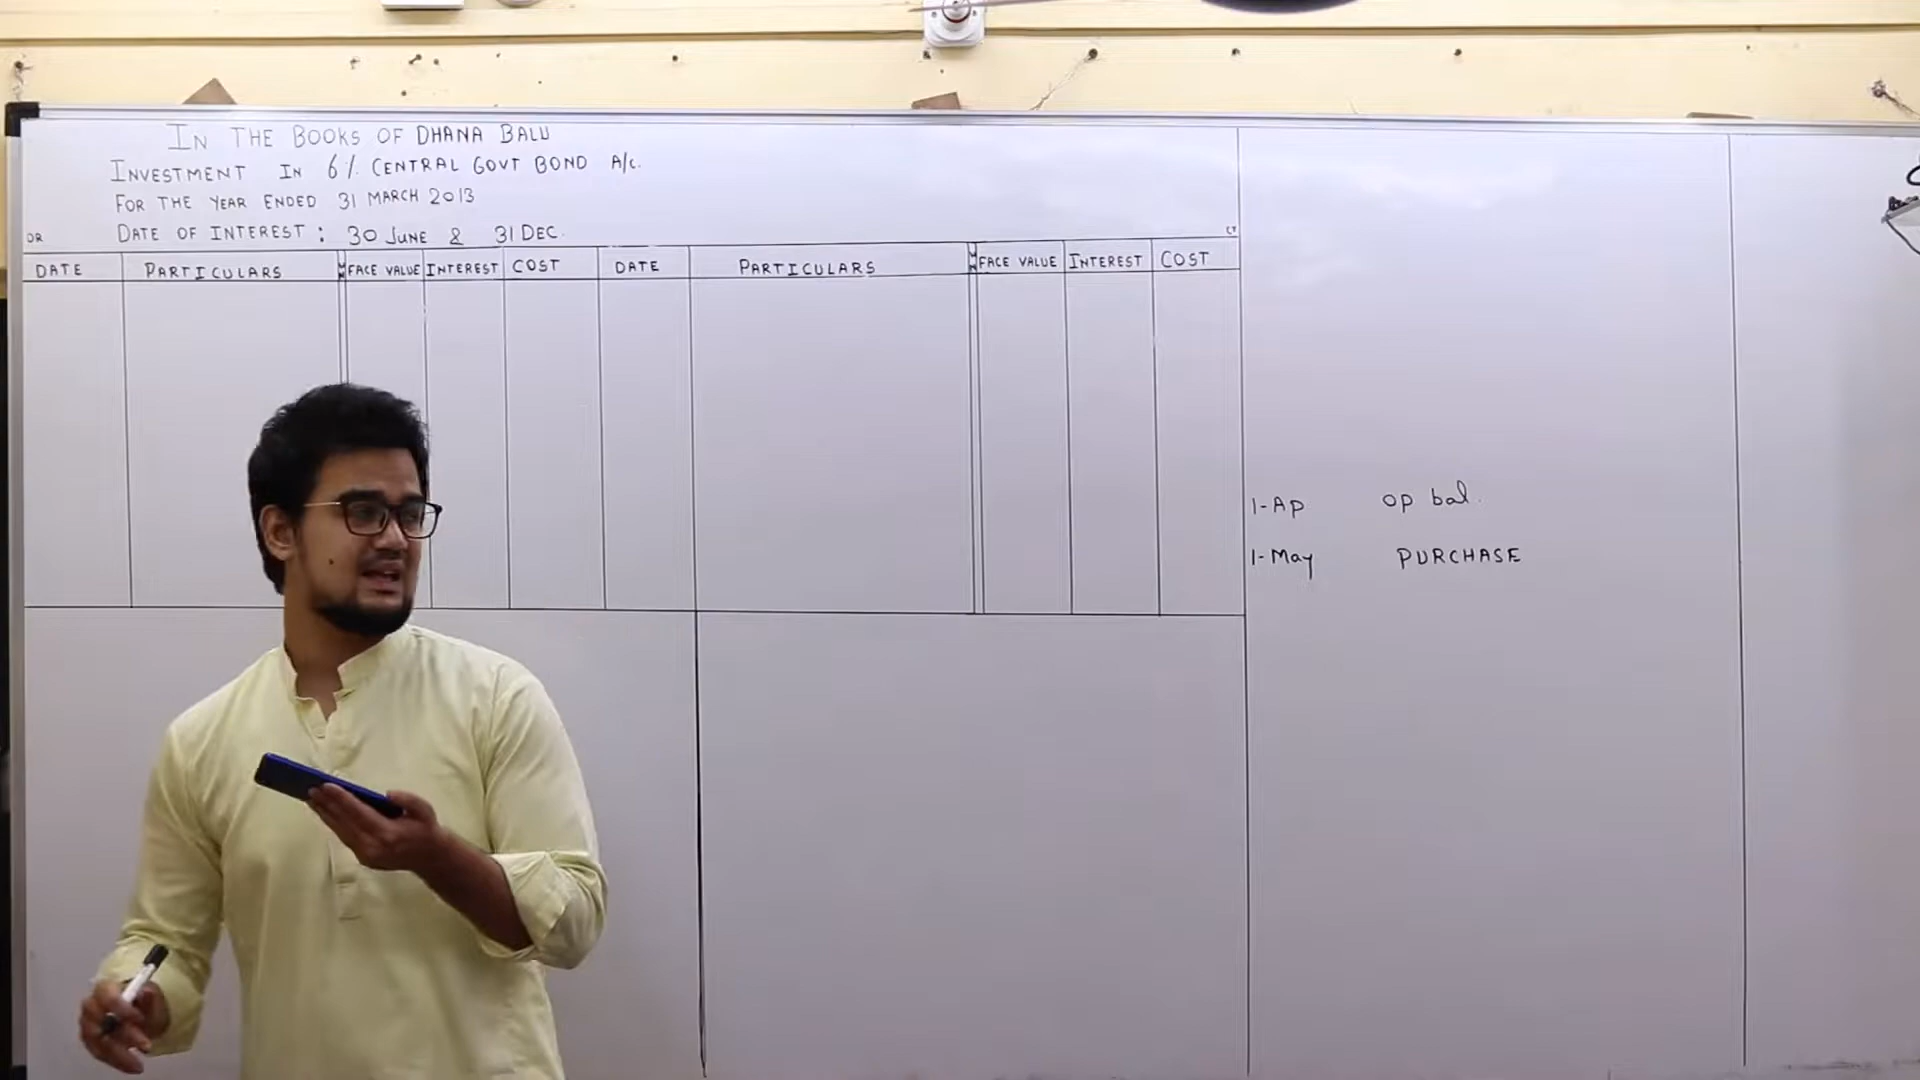 IN THE BOOKS OF DHANA BALU
INVESTMENT IN 6% CENTRAL GOVT BOND A/c.
FOR THE YEAR ENDED 31 MARCH 2013
DATE OF INTEREST : 30 JUNE & 31 DEC.
DR CR
DATE PARTICULARS FACE VALUE INTEREST COST DATE PARTICULARS FACE VALUE INTEREST COST
1-Ap op bal.
1-May PURCHASE